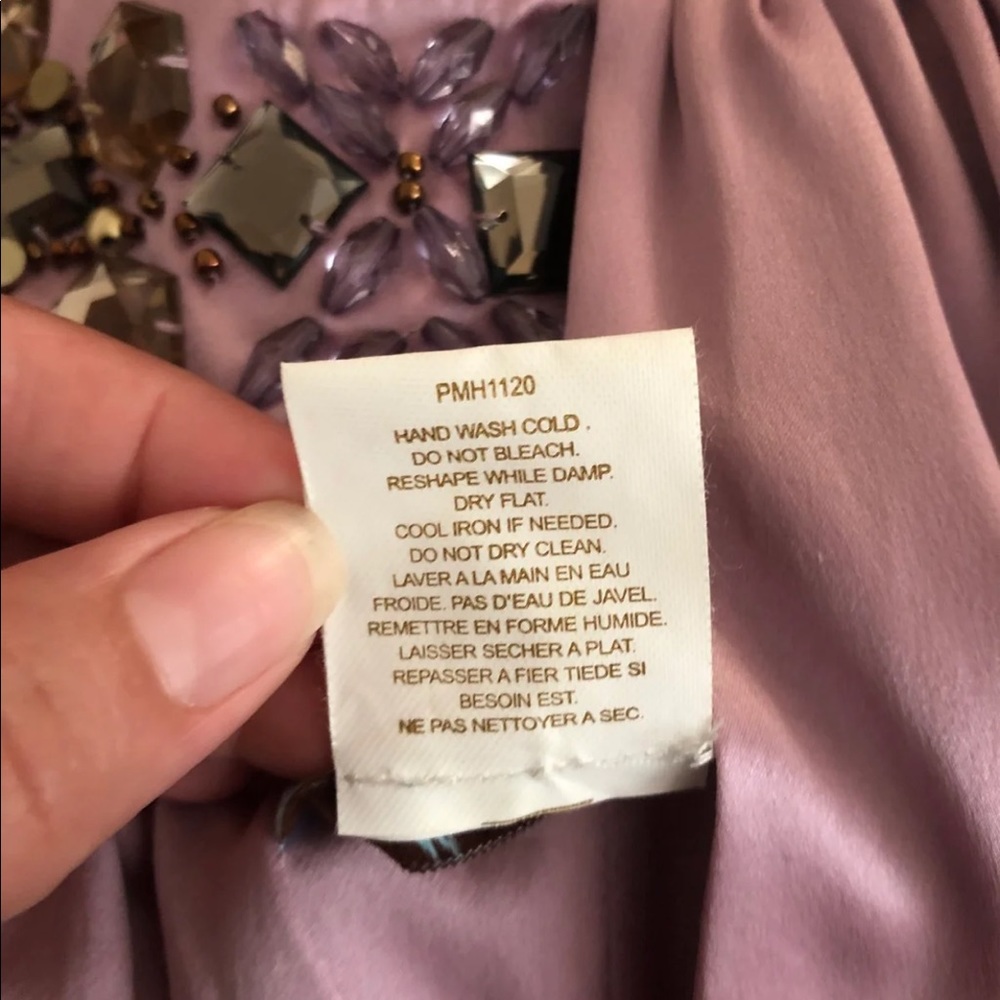 PMH1120
HAND WASH COLD.
DO NOT BLEACH.
RESHAPE WHILE DAMP.
DRY FLAT.
COOL IRON IF NEEDED.
DO NOT DRY CLEAN.
LAVER A LA MAIN EN EAU
FROIDE. PAS D'EAU DE JAVEL.
REMETTRE EN FORME HUMIDE.
LAISSER SECHER A PLAT.
REPASSER A FIER TIEDE SI
BESOIN EST.
NE PAS NETTOYER A SEC.